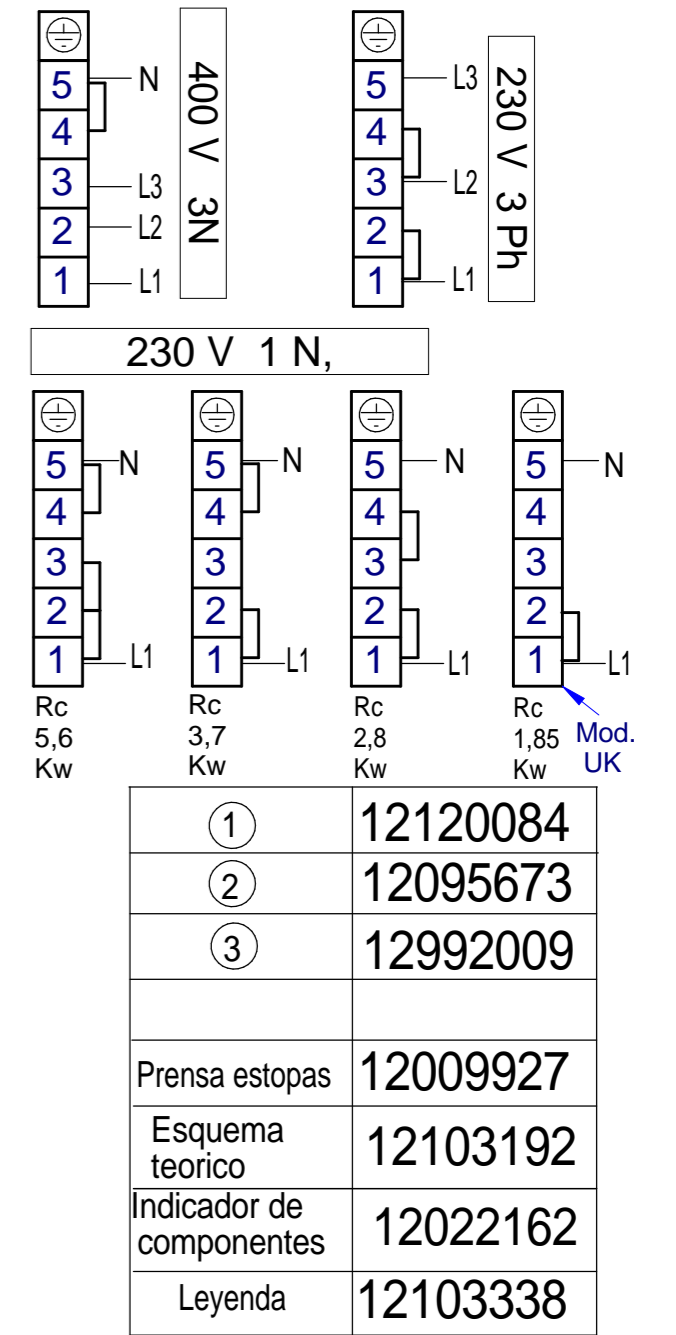 5 N
4
3 L3
2 L2
1 L1
400 V 3N
5 L3
4
3 L2
2
1 L1
230 V 3 Ph
230 V 1 N,
5 N
4
3
2
1 L1
Rc
5,6
Kw
5 N
4
3
2
1 L1
Rc
3,7
Kw
5 N
4
3
2
1 L1
Rc
2,8
Kw
5 N
4
3
2
1 L1
Rc
1,85
Kw
Mod.
UK
1 12120084
2 12095673
3 12992009
Prensa estopas 12009927
Esquema
teorico 12103192
Indicador de
componentes 12022162
Leyenda 12103338